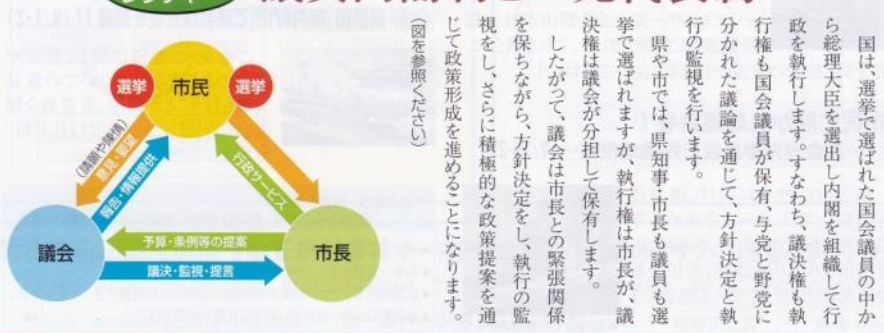 国は、選挙で選ばれた国会議員の中か
ら総理大臣を選出し内閣を組織して行
政を執行します。すなわち、議決権も執
行権も国会議員が保有、与党と野党に
分かれた議論を通じて、方針決定と執
行の監視を行います。
県や市では、県知事・市長も議員も選
挙で選ばれますが、執行権は市長が、議
決権は議会が分担して保有します。
したがって、議会は市長との緊張関係
を保ちながら、方針決定をし、執行の監
視をし、さらに積極的な政策提案を通
じて政策形成を進めることになります。
(図を参照ください)
選挙
市民
選挙
(請願や陳情)
意見・要望
報告・情報提供
行政サービス
議会
予算・条例等の提案
議決・監視・提言
市長